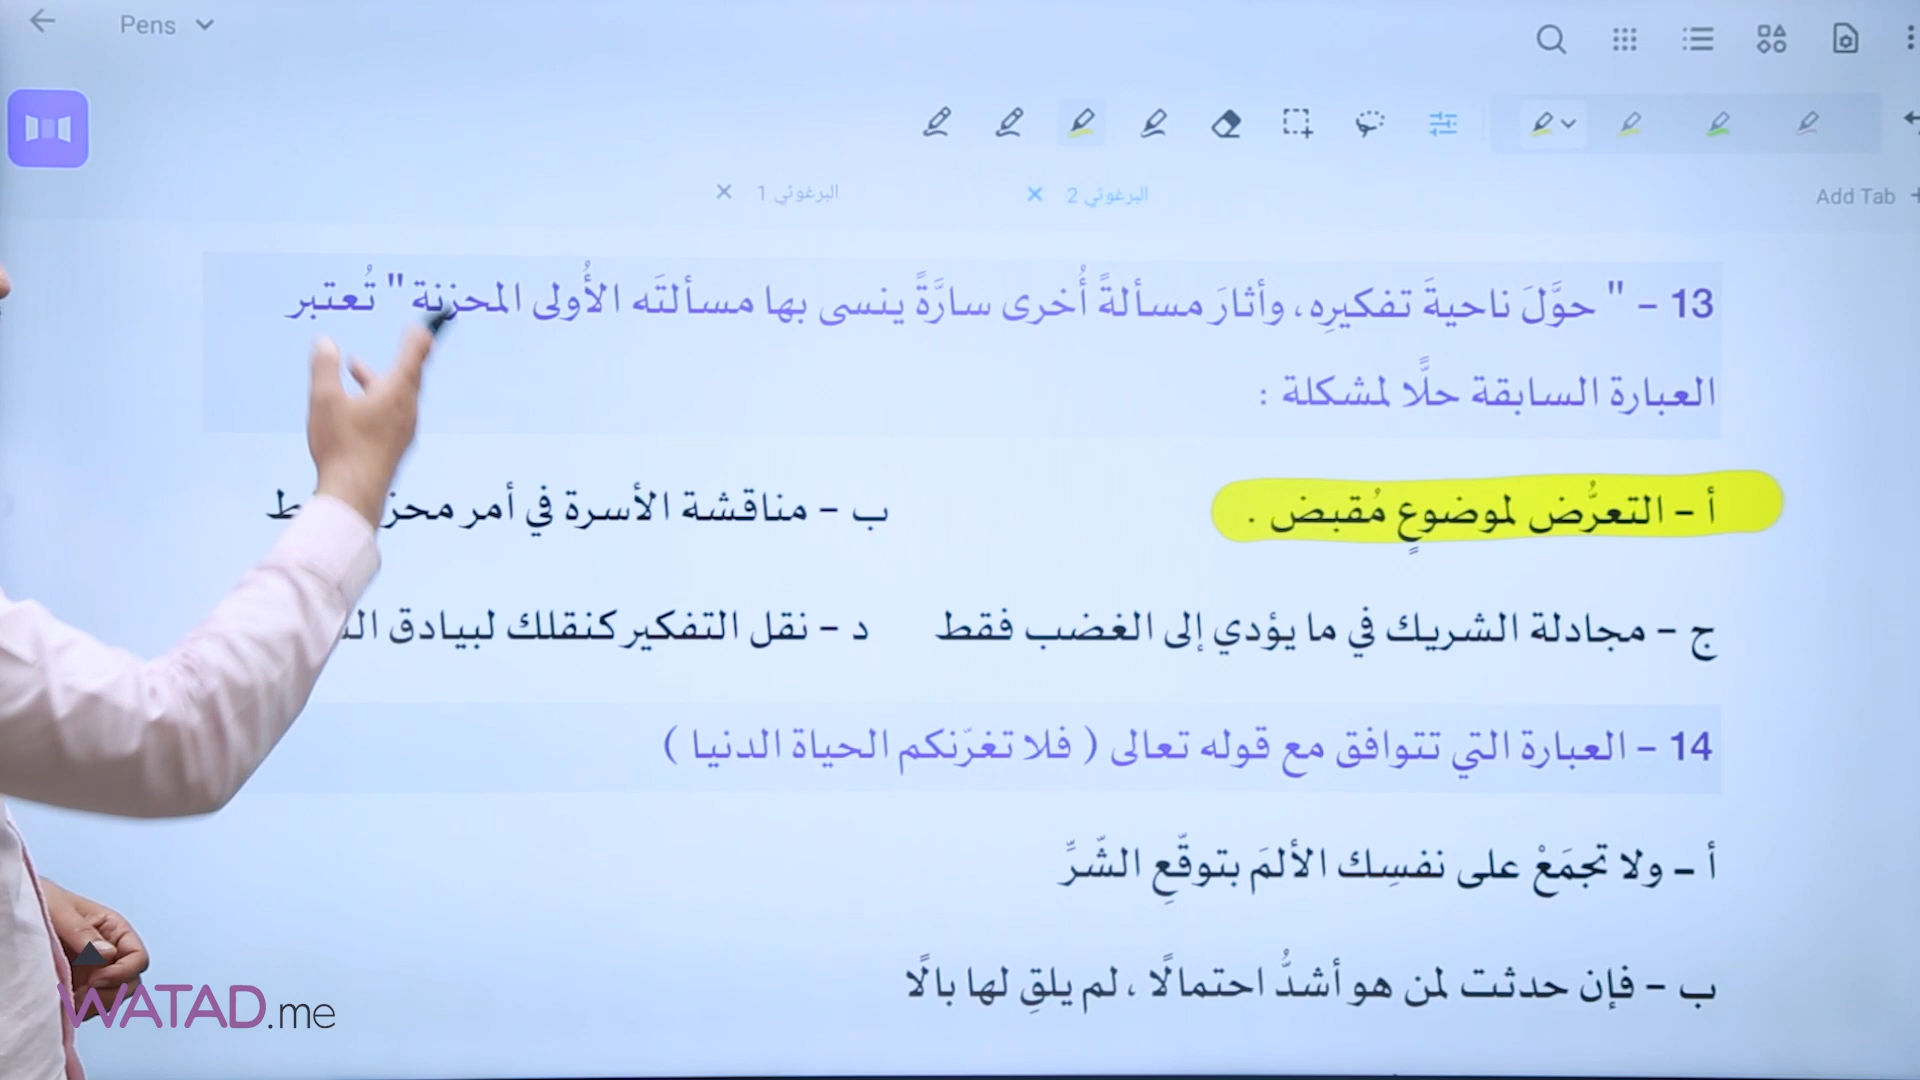 Pens
البرغوثي 1
البرغوثي 2
Add Tab
13 - " حوَّلَ ناحيةَ تفكيرِه ، وأثارَ مسألةً أُخرى سارَّةً ينسى بها مسألتَه الأُولى المحزنة " تُعتبر
العبارة السابقة حلًّا لمشكلة :
أ - التعرُّض لموضوعٍ مُقبض .
ب - مناقشة الأسرة في أمر
ج - مجادلة الشريك في ما يؤدي إلى الغضب فقط
د - نقل التفكير كنقلك لبيادق
14 - العبارة التي تتوافق مع قوله تعالى ( فلا تغرّنكم الحياة الدنيا )
أ - ولا تجمَعْ على نفسِك الألمَ بتوقّعِ الشّرِّ
ب - فإن حدثت لمن هو أشدُّ احتمالًا ، لم يلقِ لها بالًا
WATAD.me